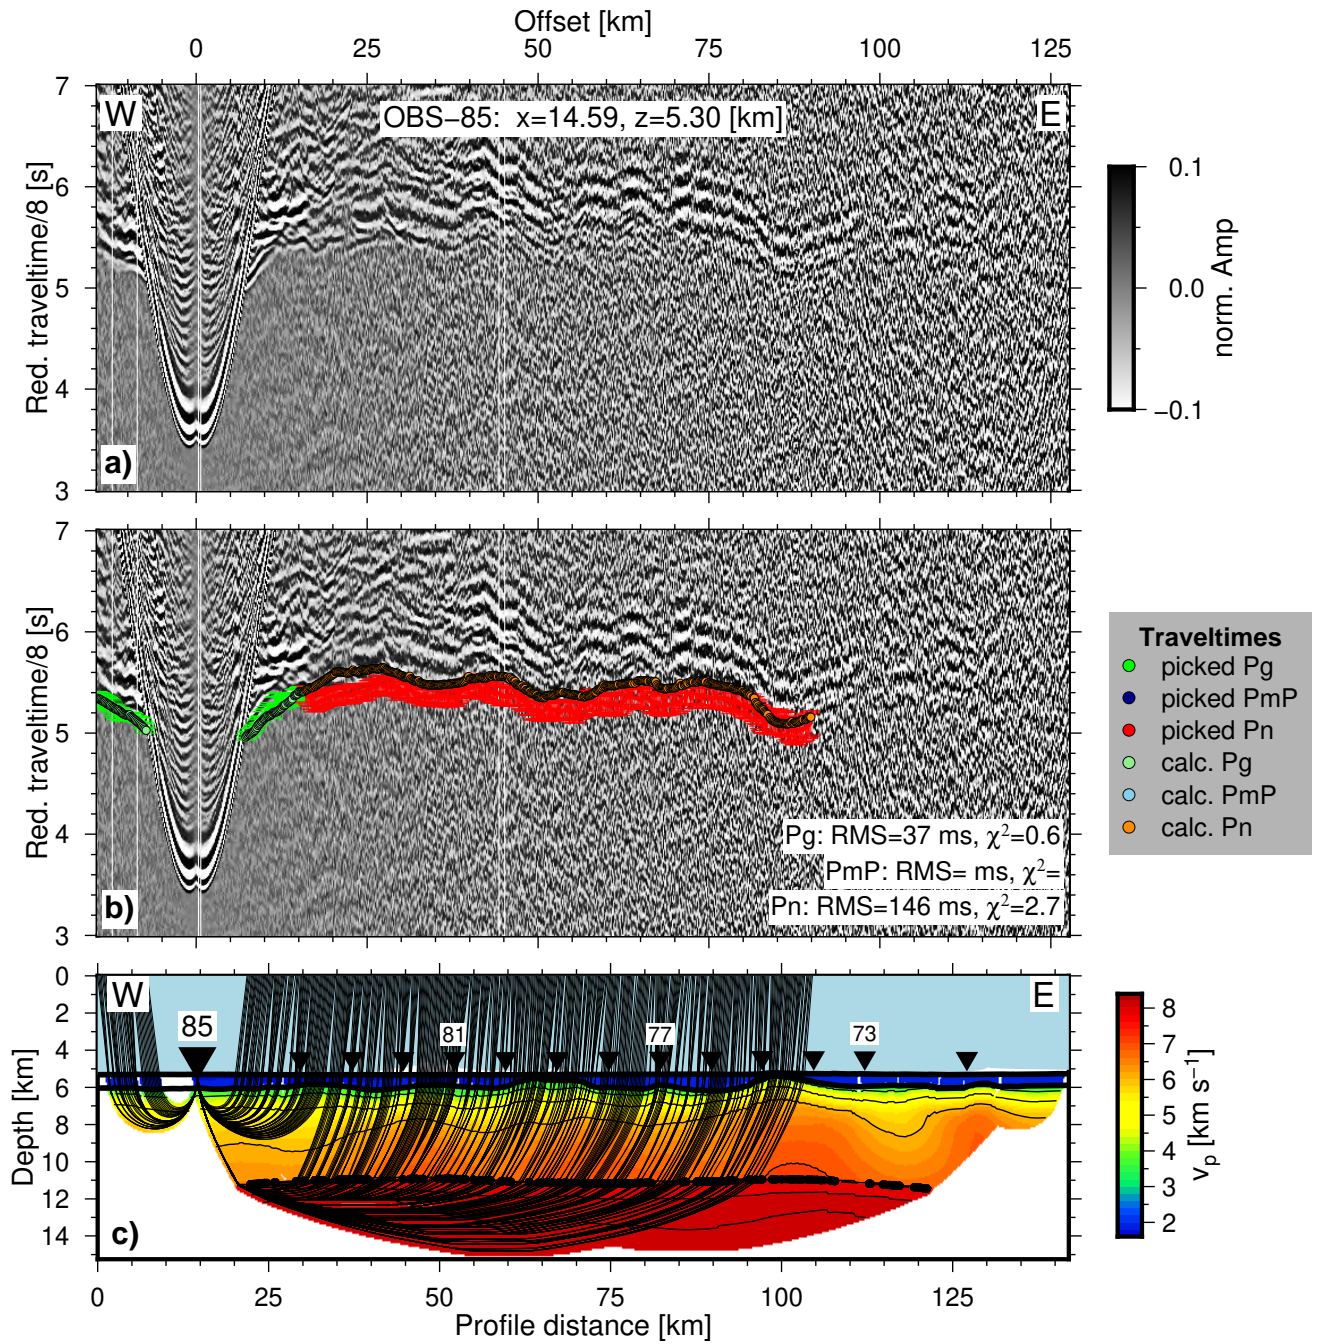 Offset [km]
0 25 50 75 100 125
7
6
5
4
3
Red. traveltime/8 [s]
W
OBS−85: x=14.59, z=5.30 [km]
E
a)
0.1
0.0
−0.1
norm. Amp
7
6
5
4
3
Red. traveltime/8 [s]
b)
Pg: RMS=37 ms, χ²=0.6
PmP: RMS= ms, χ²=
Pn: RMS=146 ms, χ²=2.7
Traveltimes
picked Pg
picked PmP
picked Pn
calc. Pg
calc. PmP
calc. Pn
0
2
4
6
8
10
12
14
Depth [km]
W
E
85
81
77
73
c)
8
7
6
5
4
3
2
v_p [km s⁻¹]
0 25 50 75 100 125
Profile distance [km]